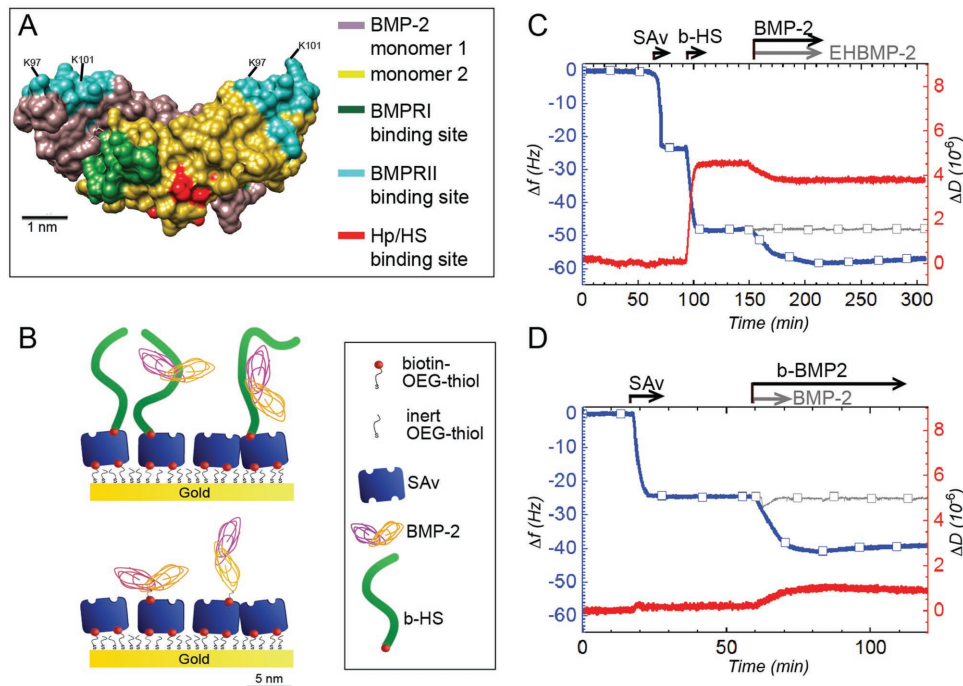 A
K97
K101
K97
K101
1 nm
BMP-2
monomer 1
monomer 2
BMPRI
binding site
BMPRII
binding site
Hp/HS
binding site
B
Gold
Gold
5 nm
biotin-
OEG-thiol
inert
OEG-thiol
SAv
BMP-2
b-HS
C
SAv
b-HS
BMP-2
EHBMP-2
0
-10
-20
-30
-40
-50
-60
Δf (Hz)
8
6
4
2
0
ΔD (10⁶)
0
50
100
150
200
250
300
Time (min)
D
SAv
b-BMP2
BMP-2
0
-10
-20
-30
-40
-50
-60
Δf (Hz)
8
6
4
2
0
ΔD (10⁶)
0
50
100
Time (min)